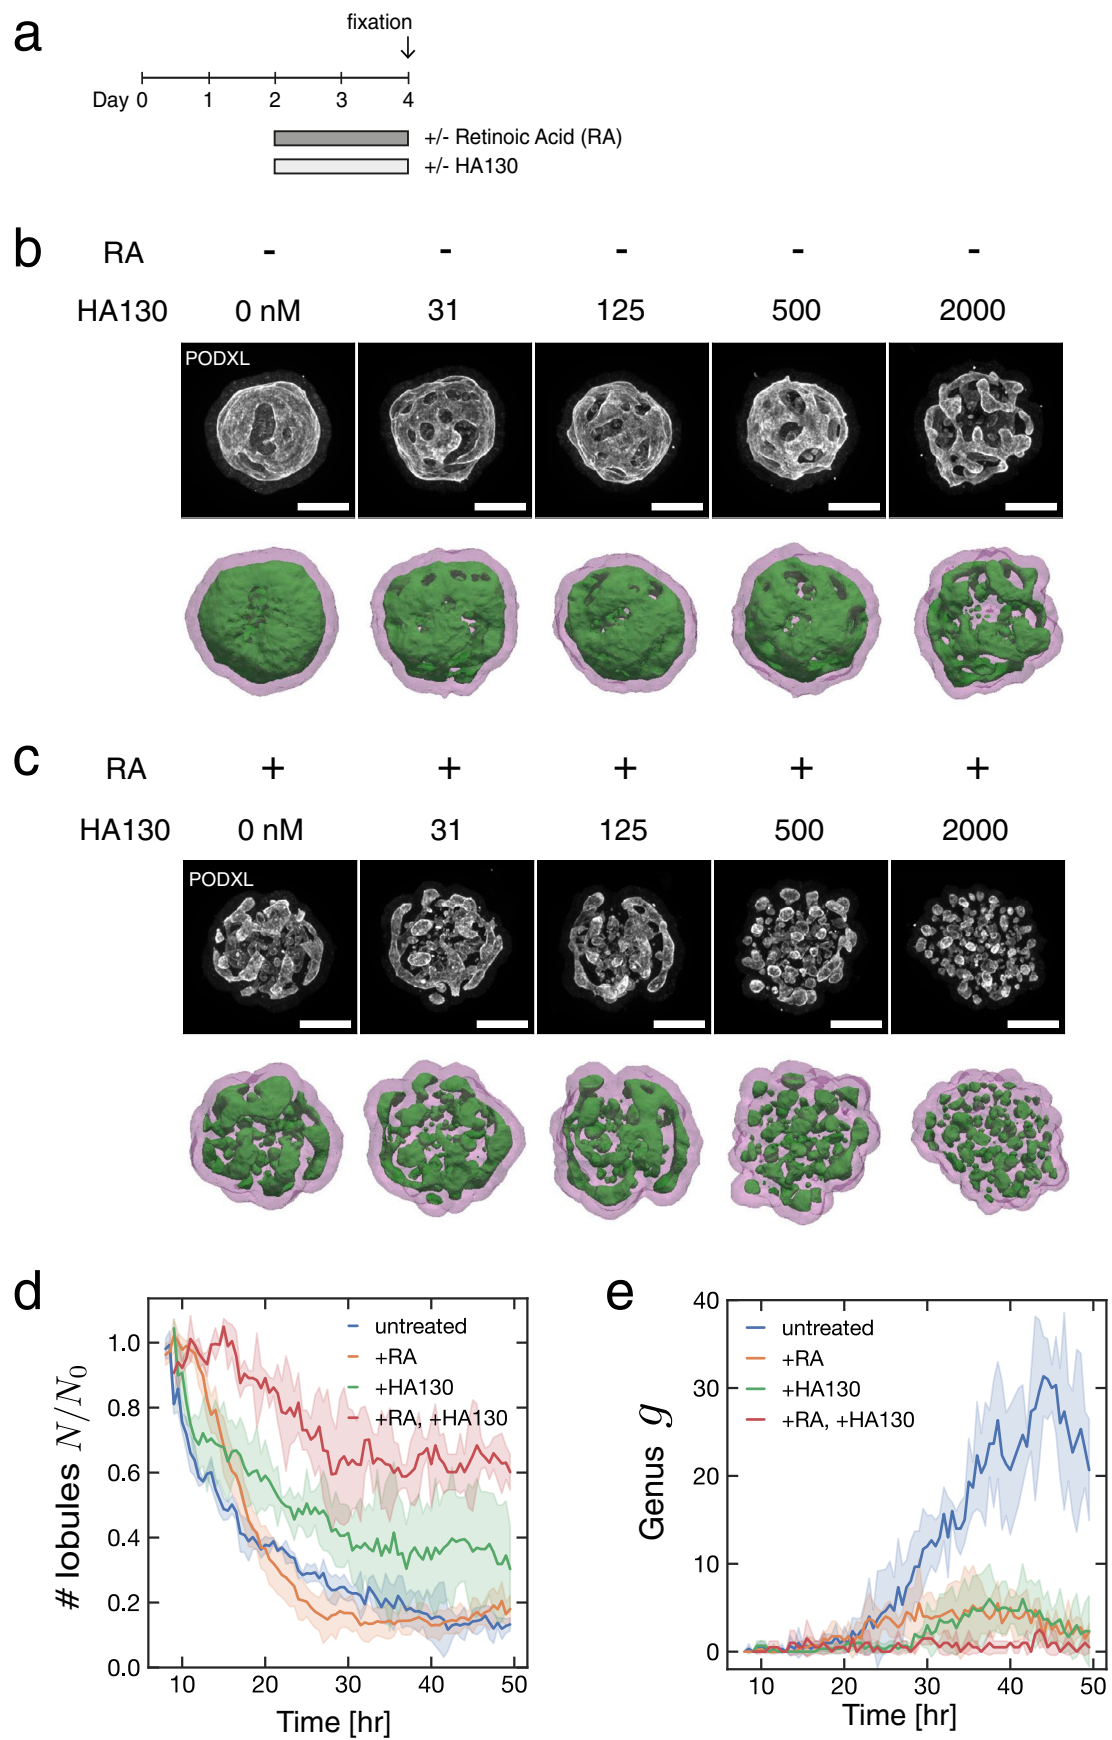 a
fixation
Day 0 1 2 3 4
+/- Retinoic Acid (RA)
+/- HA130
b
RA - - - - -
HA130 0 nM 31 125 500 2000
PODXL
c
RA + + + + +
HA130 0 nM 31 125 500 2000
PODXL
d
# lobules N/N₀
1.0
0.8
0.6
0.4
0.2
0.0
untreated
+RA
+HA130
+RA, +HA130
10 20 30 40 50
Time [hr]
e
Genus g
40
30
20
10
0
untreated
+RA
+HA130
+RA, +HA130
10 20 30 40 50
Time [hr]